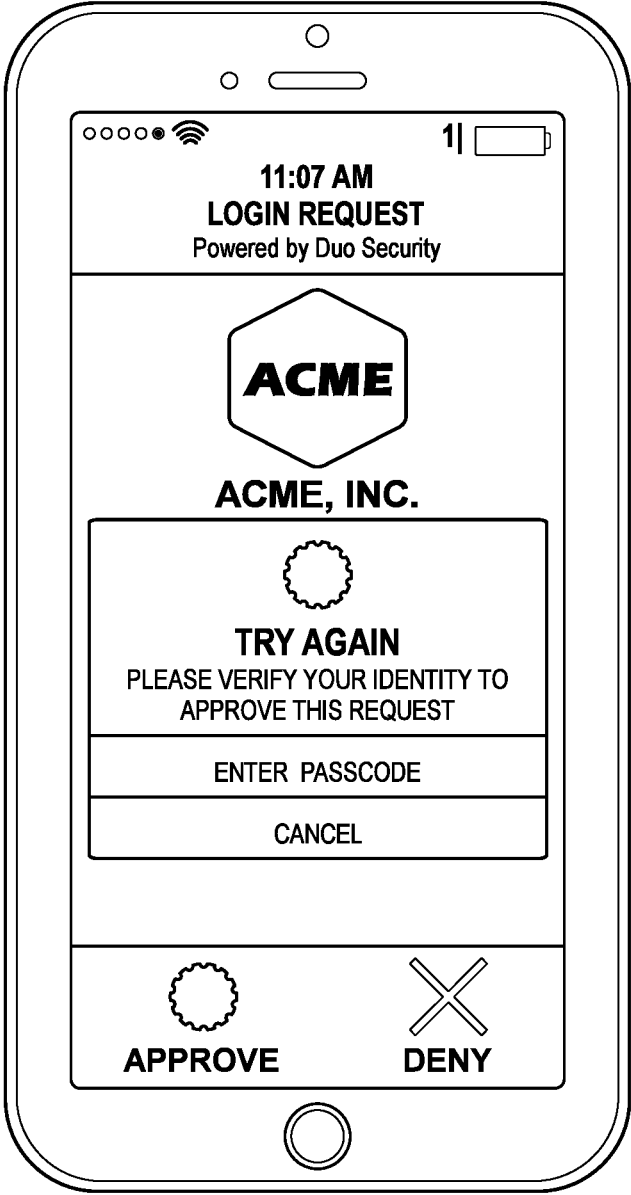 1|
11:07 AM
LOGIN REQUEST
Powered by Duo Security
ACME
ACME, INC.
TRY AGAIN
PLEASE VERIFY YOUR IDENTITY TO
APPROVE THIS REQUEST
ENTER PASSCODE
CANCEL
APPROVE DENY